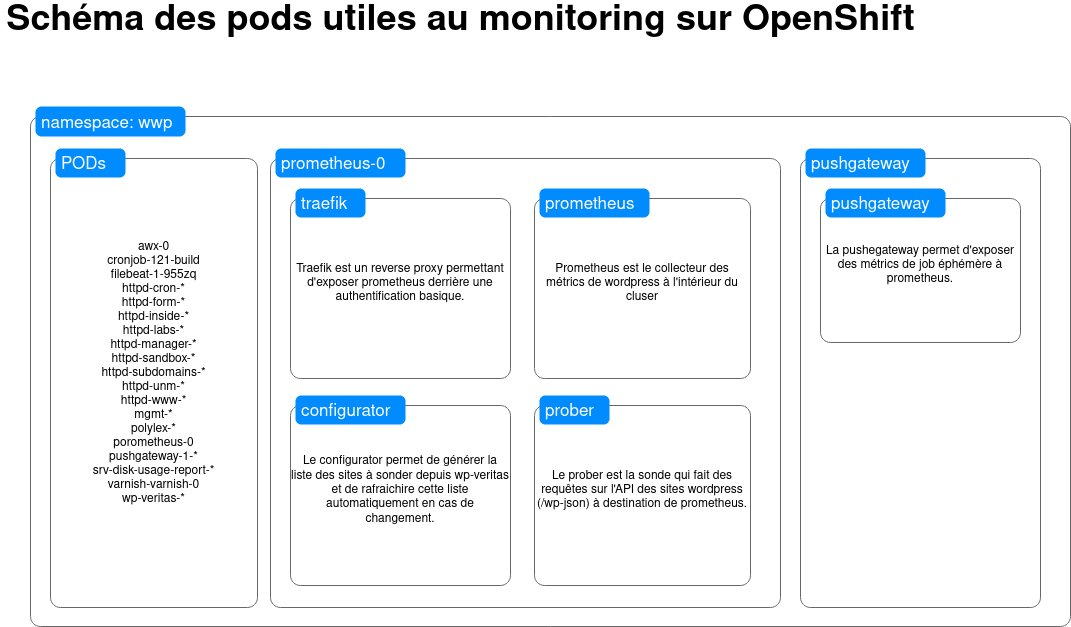 Schéma des pods utiles au monitoring sur OpenShift
namespace: wwp
PODs
awx-0
cronjob-121-build
filebeat-1-955zq
httpd-cron-*
httpd-form-*
httpd-inside-*
httpd-labs-*
httpd-manager-*
httpd-sandbox-*
httpd-subdomains-*
httpd-unm-*
httpd-www-*
mgmt-*
polylex-*
porometheus-0
pushgateway-1-*
srv-disk-usage-report-*
varnish-varnish-0
wp-veritas-*
prometheus-0
traefik
Traefik est un reverse proxy permettant
d'exposer prometheus derrière une
authentification basique.
prometheus
Prometheus est le collecteur des
métrics de wordpress à l'intérieur du
cluser
configurator
Le configurator permet de générer la
liste des sites à sonder depuis wp-veritas
et de rafraichire cette liste
automatiquement en cas de
changement.
prober
Le prober est la sonde qui fait des
requêtes sur l'API des sites wordpress
(/wp-json) à destination de prometheus.
pushgateway
pushgateway
La pushegateway permet d'exposer
des métrics de job éphémère à
prometheus.